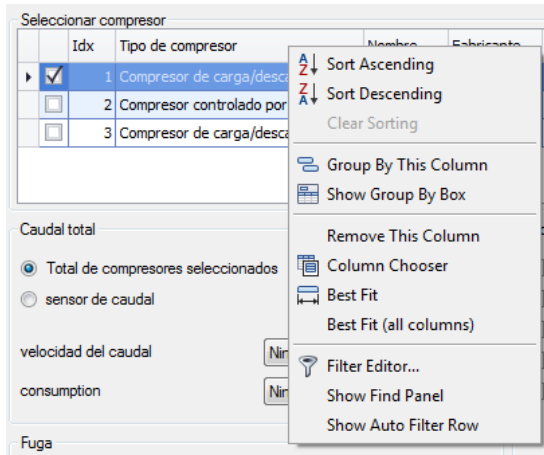 Seleccionar compresor
Idx Tipo de compresor Nombre Fabricante
1 Compresor de carga/desca
2 Compresor controlado por
3 Compresor de carga/desca
Sort Ascending
Sort Descending
Clear Sorting
Group By This Column
Show Group By Box
Remove This Column
Column Chooser
Best Fit
Best Fit (all columns)
Filter Editor...
Show Find Panel
Show Auto Filter Row
Caudal total
Total de compresores seleccionados
sensor de caudal
velocidad del caudal Nin
consumption Nin
Fuga